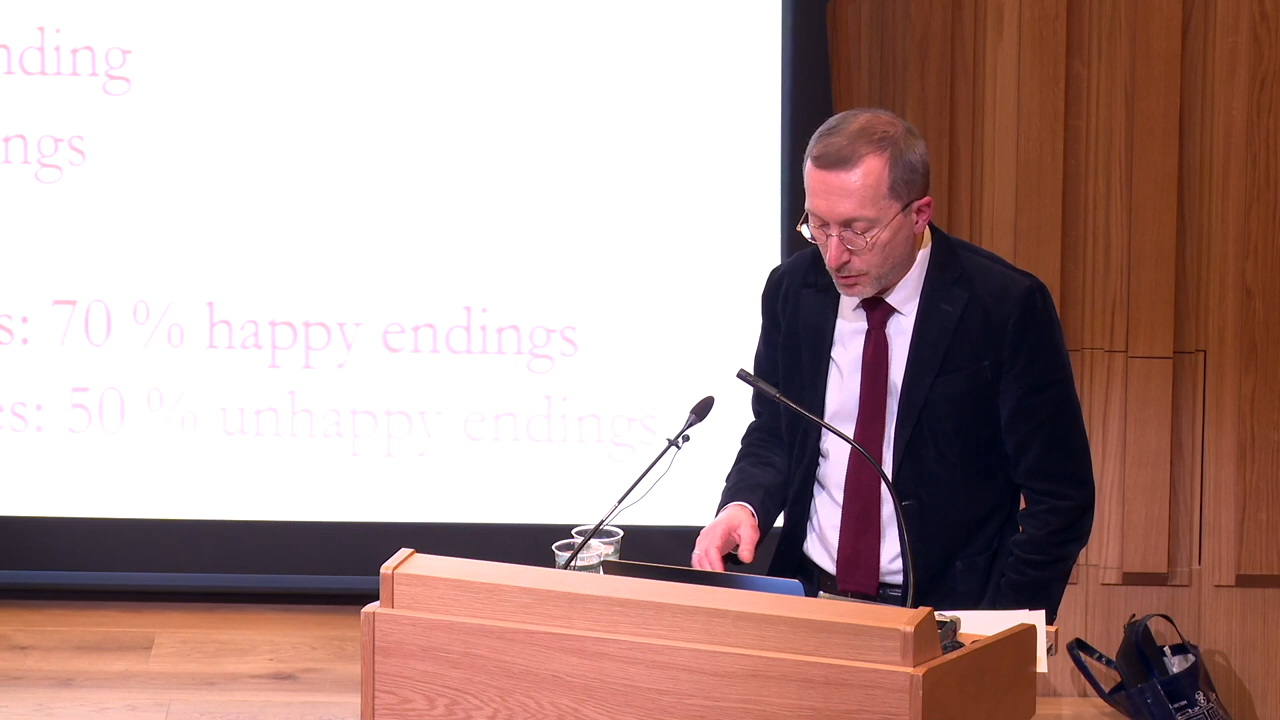 nding
ngs
s: 70 % happy endings
es: 50 % unhappy endings